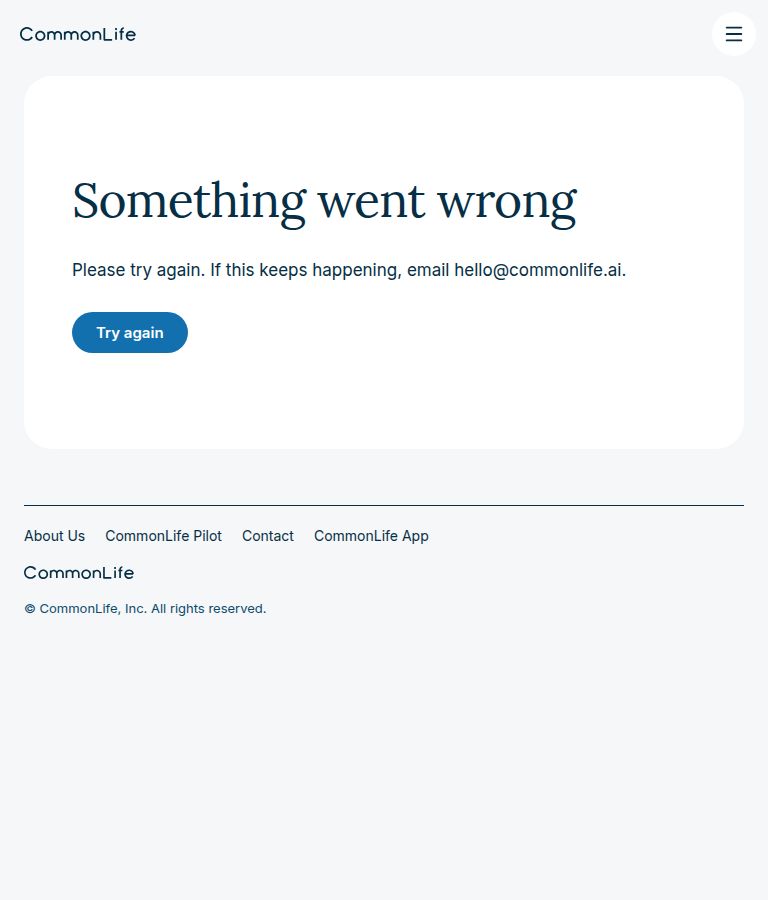 CommonLife
Something went wrong
Please try again. If this keeps happening, email hello@commonlife.ai.
Try again
About Us CommonLife Pilot Contact CommonLife App
CommonLife
© CommonLife, Inc. All rights reserved.